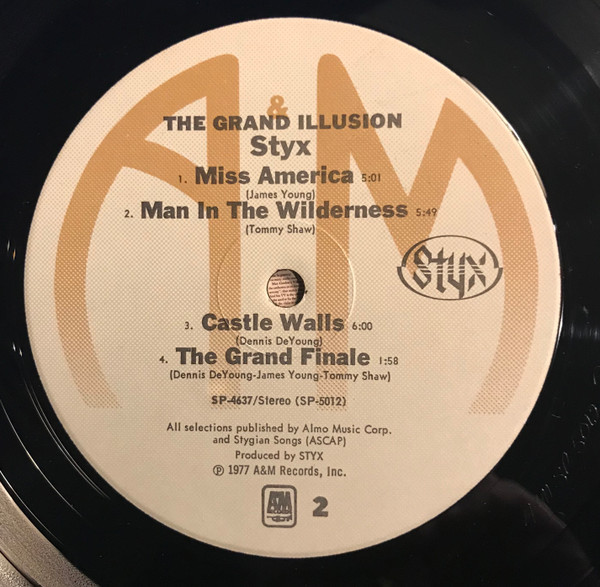 A&M
THE GRAND ILLUSION
Styx
1. Miss America 5:01
(James Young)
2. Man In The Wilderness 5:49
(Tommy Shaw)
Styx
3. Castle Walls 6:00
(Dennis DeYoung)
4. The Grand Finale 1:58
(Dennis DeYoung-James Young-Tommy Shaw)
SP-4637/Stereo (SP-5012)
All selections published by Almo Music Corp.
and Stygian Songs (ASCAP)
Produced by STYX
℗ 1977 A&M Records, Inc.
A&M 2